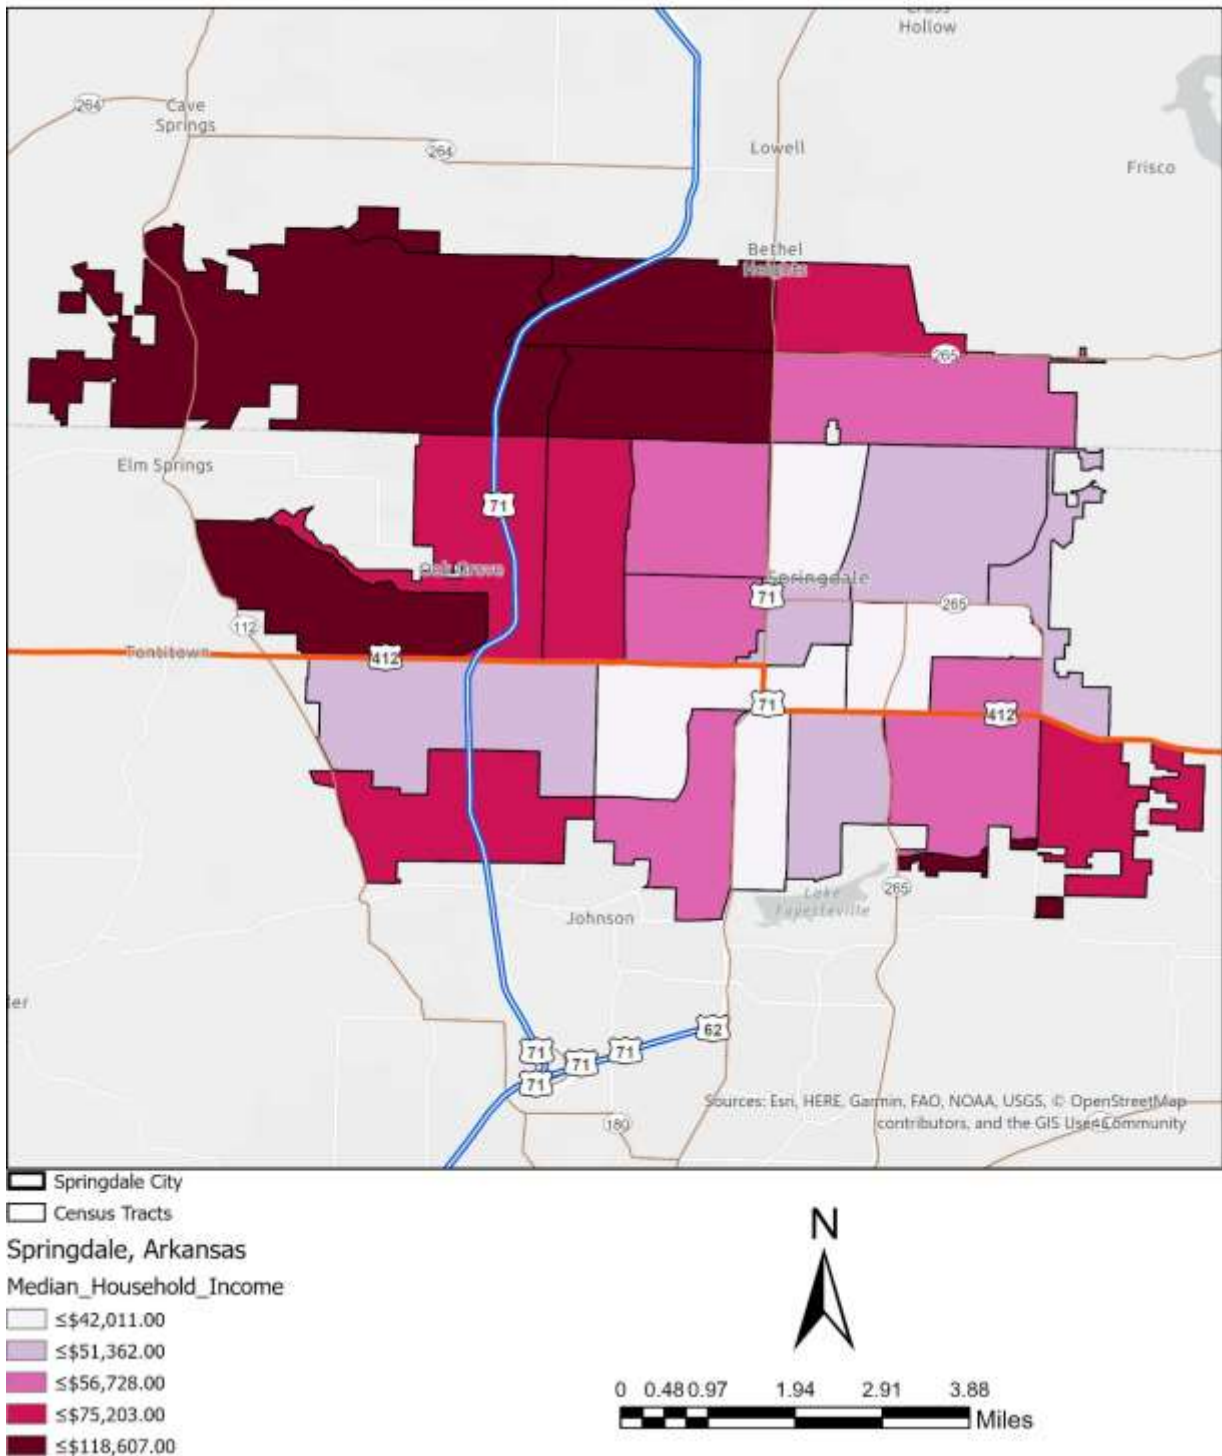 Cross
Hollow
264
Cave
Springs
264
Lowell
Frisco
Bethel
Heights
265
Elm Springs
71
Oak Grove
Springdale
71
265
112
Tontitown
412
71
412
Lake
Fayetteville
265
Johnson
62
71
71
71
71
Sources: Esri, HERE, Garmin, FAO, NOAA, USGS, © OpenStreetMap
180
contributors, and the GIS User Community
Springdale City
Census Tracts
Springdale, Arkansas
Median_Household_Income
≤$42,011.00
≤$51,362.00
≤$56,728.00
≤$75,203.00
≤$118,607.00
N
0 0.48 0.97 1.94 2.91 3.88
Miles